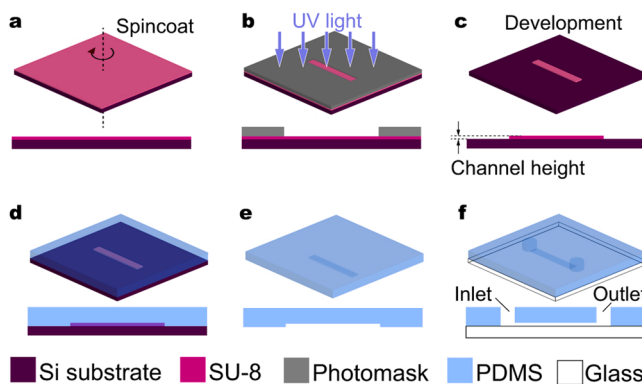 a
Spincoat
b
UV light
c
Development
Channel height
d
e
f
Inlet
Outlet
Si substrate
SU-8
Photomask
PDMS
Glass